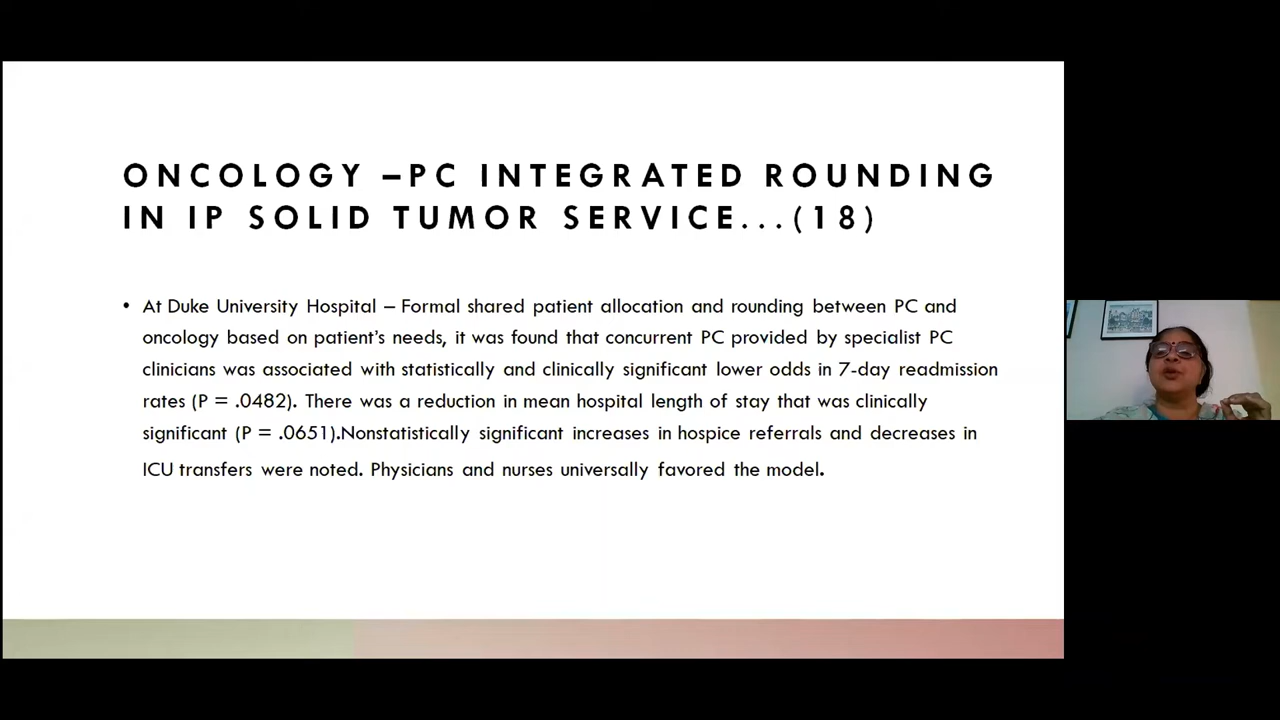 ONCOLOGY –PC INTEGRATED ROUNDING
IN IP SOLID TUMOR SERVICE...(18)
• At Duke University Hospital – Formal shared patient allocation and rounding between PC and
oncology based on patient's needs, it was found that concurrent PC provided by specialist PC
clinicians was associated with statistically and clinically significant lower odds in 7-day readmission
rates (P = .0482). There was a reduction in mean hospital length of stay that was clinically
significant (P = .0651).Nonstatistically significant increases in hospice referrals and decreases in
ICU transfers were noted. Physicians and nurses universally favored the model.